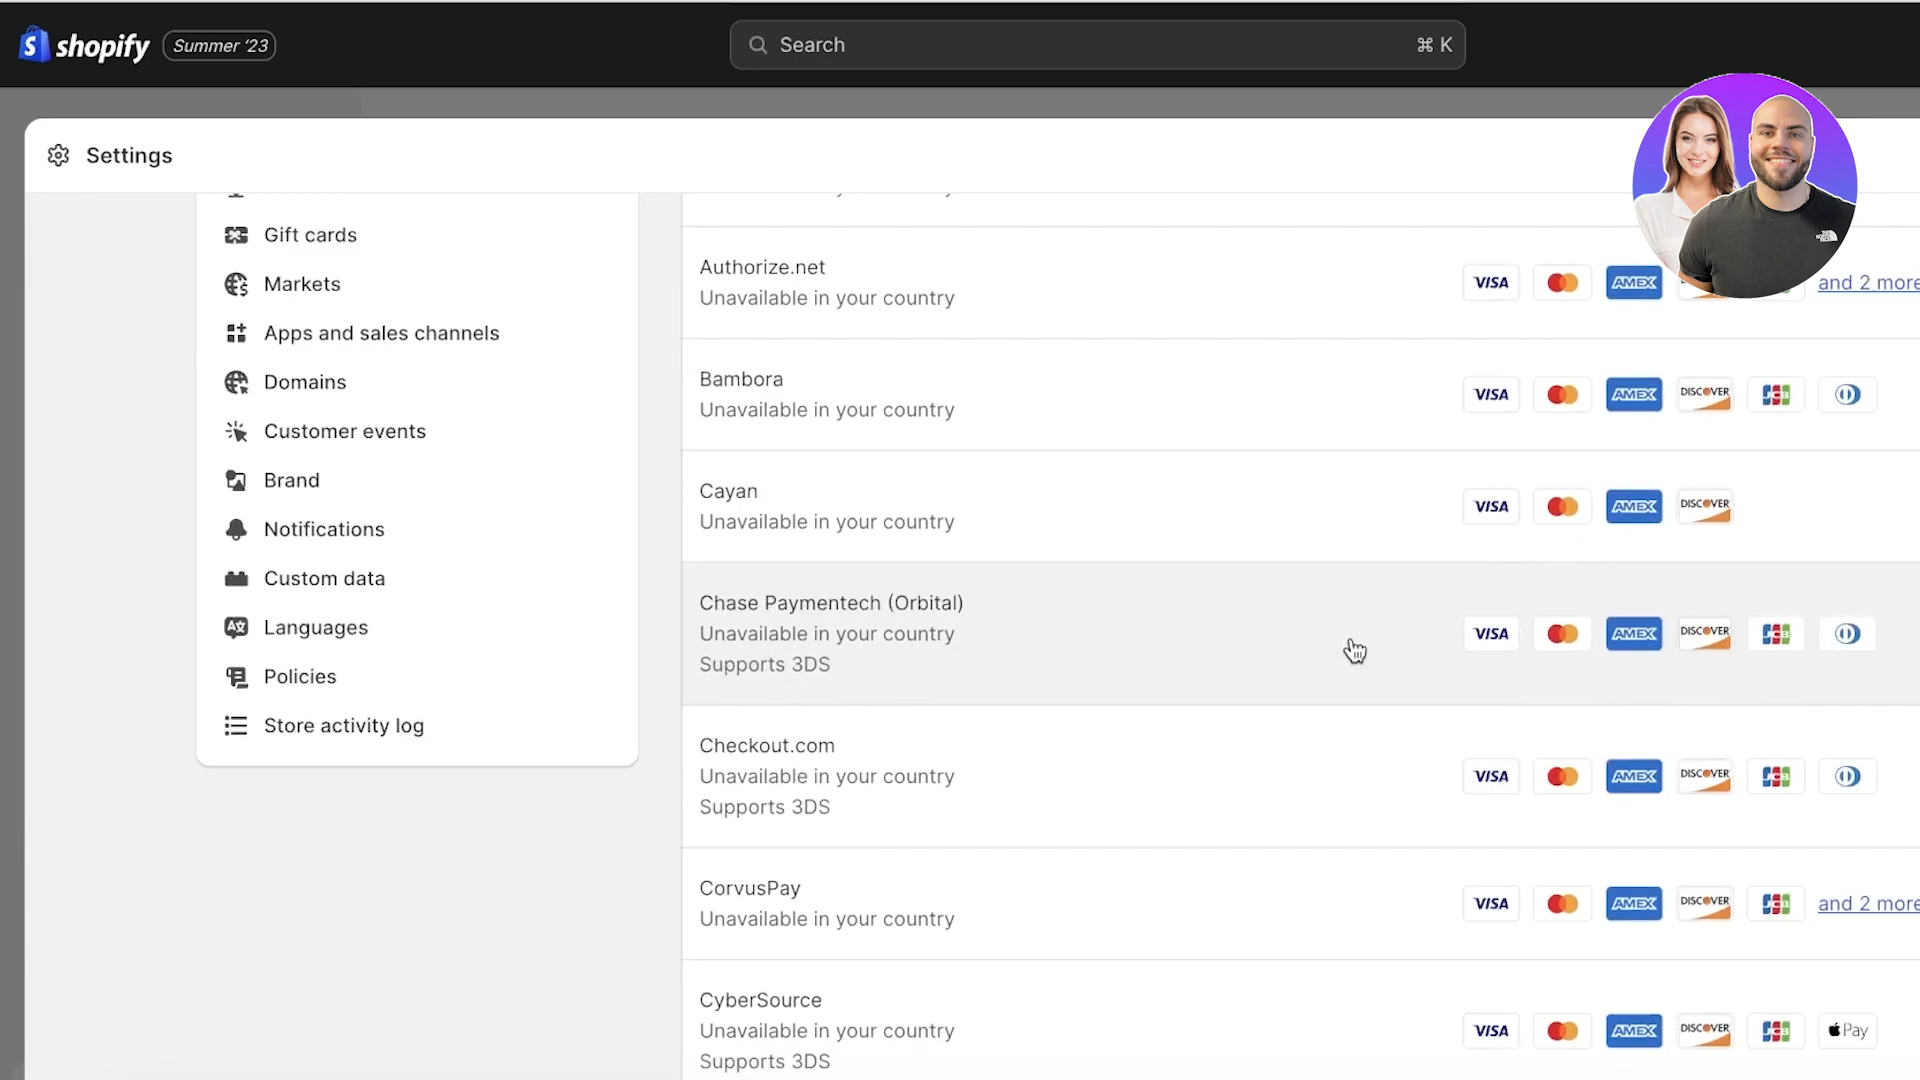 shopify
Summer '23
Search
⌘ K
Settings
Gift cards
Markets
Apps and sales channels
Domains
Customer events
Brand
Notifications
Custom data
Languages
Policies
Store activity log
Authorize.net
Unavailable in your country
VISA
AMEX
and 2 more
Bambora
Unavailable in your country
VISA
AMEX
DISCOVER
JCB
Cayan
Unavailable in your country
VISA
AMEX
DISCOVER
Chase Paymentech (Orbital)
Unavailable in your country
Supports 3DS
VISA
AMEX
DISCOVER
JCB
Checkout.com
Unavailable in your country
Supports 3DS
VISA
AMEX
DISCOVER
JCB
CorvusPay
Unavailable in your country
VISA
AMEX
DISCOVER
JCB
and 2 more
CyberSource
Unavailable in your country
Supports 3DS
VISA
AMEX
DISCOVER
JCB
Pay